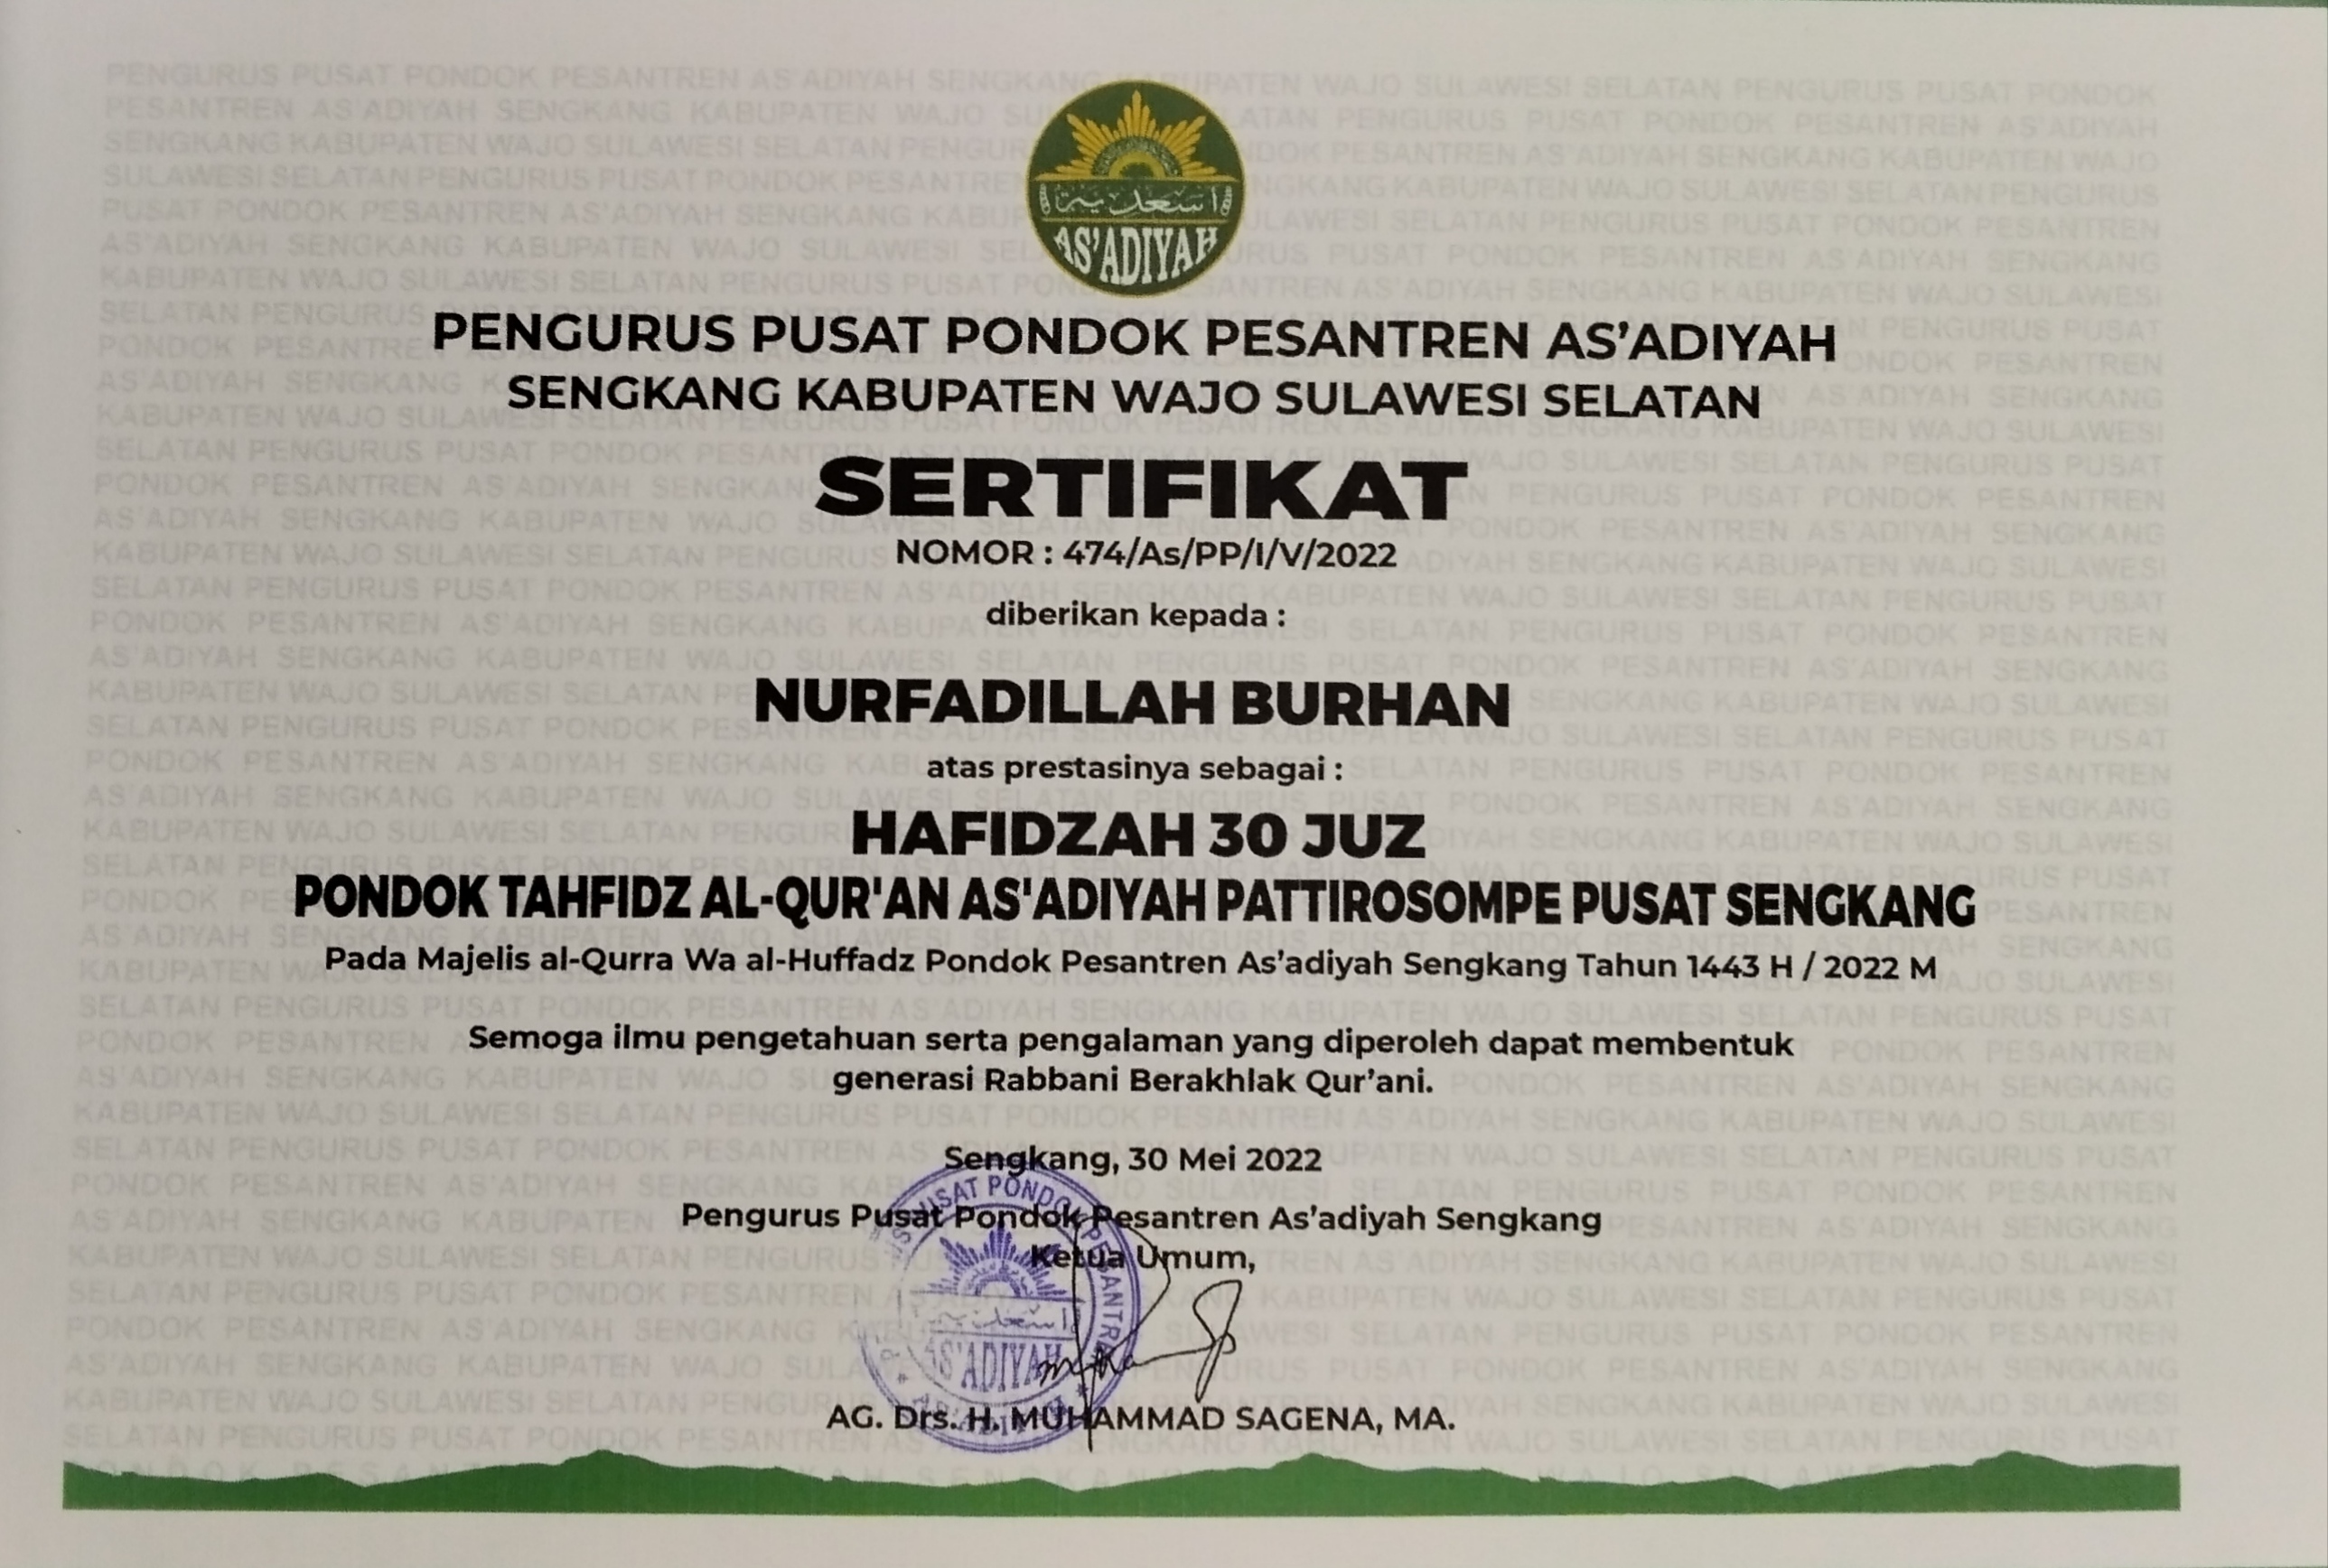 اسعدية
AS'ADIYAH
PENGURUS PUSAT PONDOK PESANTREN AS'ADIYAH
SENGKANG KABUPATEN WAJO SULAWESI SELATAN
SERTIFIKAT
NOMOR : 474/As/PP/I/V/2022
diberikan kepada :
NURFADILLAH BURHAN
atas prestasinya sebagai :
HAFIDZAH 30 JUZ
PONDOK TAHFIDZ AL-QUR'AN AS'ADIYAH PATTIROSOMPE PUSAT SENGKANG
Pada Majelis al-Qurra Wa al-Huffadz Pondok Pesantren As'adiyah Sengkang Tahun 1443 H / 2022 M
Semoga ilmu pengetahuan serta pengalaman yang diperoleh dapat membentuk
generasi Rabbani Berakhlak Qur'ani.
Sengkang, 30 Mei 2022
Pengurus Pusat Pondok Pesantren As'adiyah Sengkang
Ketua Umum,
AS'ADIYAH
AG. Drs. H. MUHAMMAD SAGENA, MA.